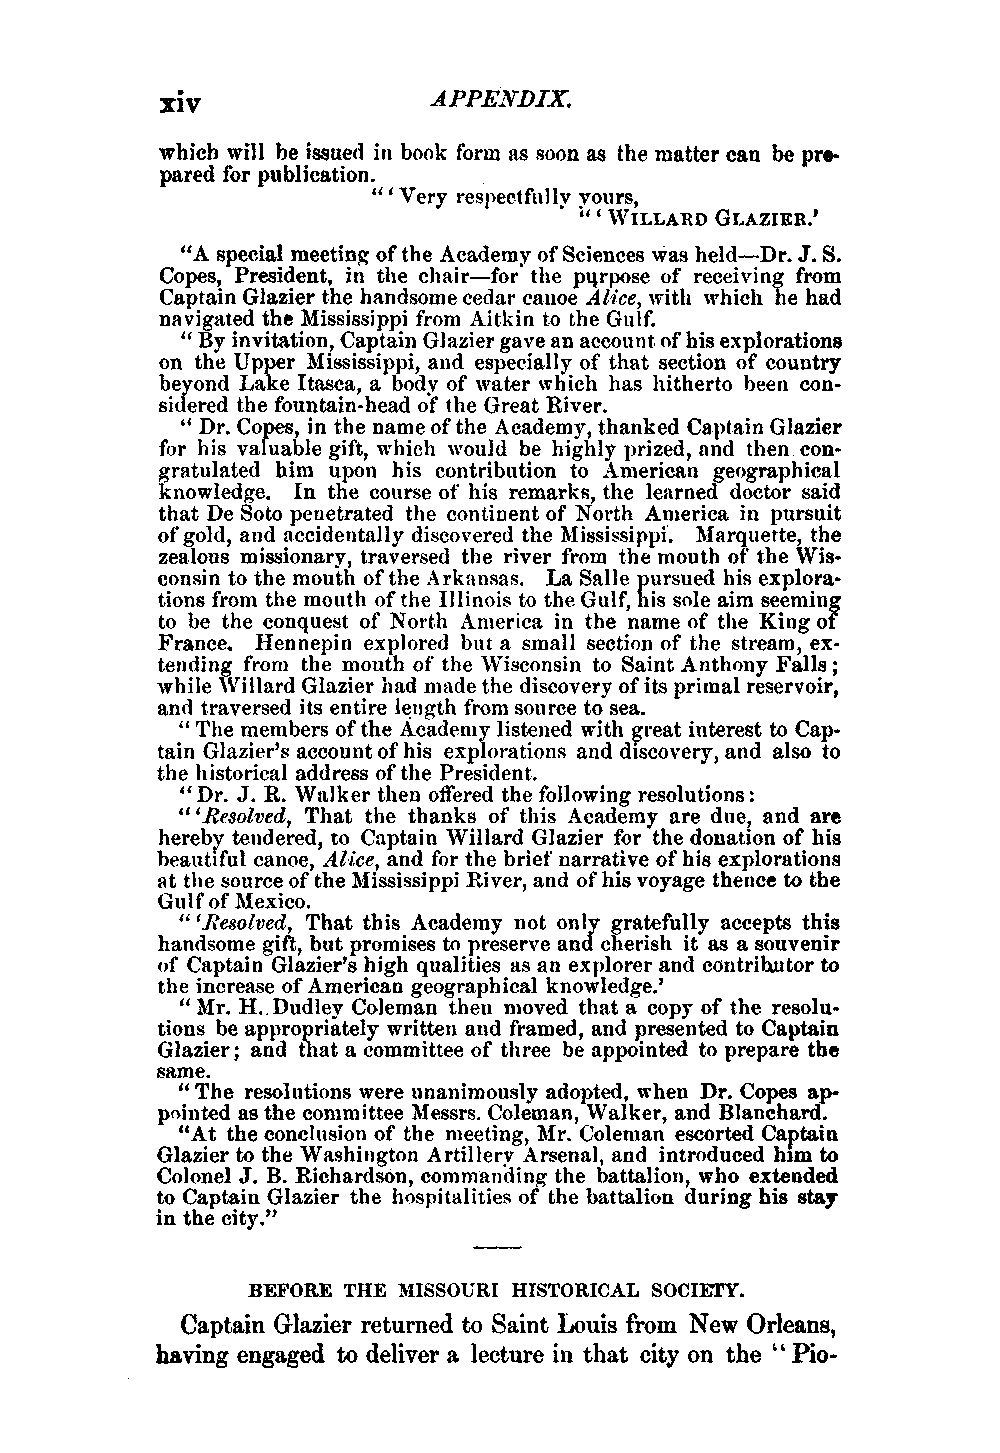 xiv APPENDIX.
which will be issued in book form as soon as the matter can be pre-
pared for publication.
"'Very respectfully yours,
"'WILLARD GLAZIER.'
"A special meeting of the Academy of Sciences was held—Dr. J. S.
Copes, President, in the chair—for the purpose of receiving from
Captain Glazier the handsome cedar canoe Alice, with which he had
navigated the Mississippi from Aitkin to the Gulf.
"By invitation, Captain Glazier gave an account of his explorations
on the Upper Mississippi, and especially of that section of country
beyond Lake Itasca, a body of water which has hitherto been con-
sidered the fountain-head of the Great River.
"Dr. Copes, in the name of the Academy, thanked Captain Glazier
for his valuable gift, which would be highly prized, and then con-
gratulated him upon his contribution to American geographical
knowledge. In the course of his remarks, the learned doctor said
that De Soto penetrated the continent of North America in pursuit
of gold, and accidentally discovered the Mississippi. Marquette, the
zealous missionary, traversed the river from the mouth of the Wis-
consin to the mouth of the Arkansas. La Salle pursued his explora-
tions from the mouth of the Illinois to the Gulf, his sole aim seeming
to be the conquest of North America in the name of the King of
France. Hennepin explored but a small section of the stream, ex-
tending from the mouth of the Wisconsin to Saint Anthony Falls;
while Willard Glazier had made the discovery of its primal reservoir,
and traversed its entire length from source to sea.
"The members of the Academy listened with great interest to Cap-
tain Glazier's account of his explorations and discovery, and also to
the historical address of the President.
"Dr. J. R. Walker then offered the following resolutions:
"'Resolved, That the thanks of this Academy are due, and are
hereby tendered, to Captain Willard Glazier for the donation of his
beautiful canoe, Alice, and for the brief narrative of his explorations
at the source of the Mississippi River, and of his voyage thence to the
Gulf of Mexico.
"'Resolved, That this Academy not only gratefully accepts this
handsome gift, but promises to preserve and cherish it as a souvenir
of Captain Glazier's high qualities as an explorer and contributor to
the increase of American geographical knowledge.'
"Mr. H. Dudley Coleman then moved that a copy of the resolu-
tions be appropriately written and framed, and presented to Captain
Glazier; and that a committee of three be appointed to prepare the
same.
"The resolutions were unanimously adopted, when Dr. Copes ap-
pointed as the committee Messrs. Coleman, Walker, and Blanchard.
"At the conclusion of the meeting, Mr. Coleman escorted Captain
Glazier to the Washington Artillery Arsenal, and introduced him to
Colonel J. B. Richardson, commanding the battalion, who extended
to Captain Glazier the hospitalities of the battalion during his stay
in the city."
BEFORE THE MISSOURI HISTORICAL SOCIETY.
Captain Glazier returned to Saint Louis from New Orleans,
having engaged to deliver a lecture in that city on the "Pio-